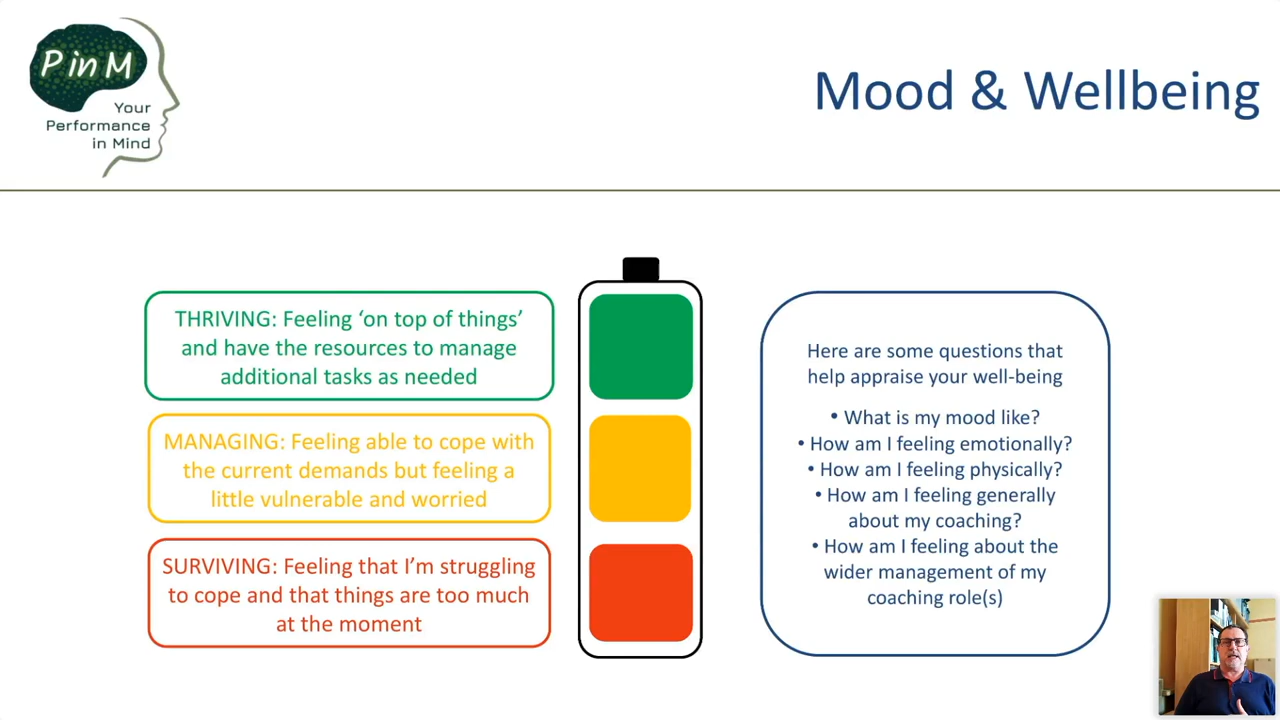 P in M
Your
Performance
in Mind
Mood & Wellbeing
THRIVING: Feeling ‘on top of things’
and have the resources to manage
additional tasks as needed
MANAGING: Feeling able to cope with
the current demands but feeling a
little vulnerable and worried
SURVIVING: Feeling that I’m struggling
to cope and that things are too much
at the moment
Here are some questions that
help appraise your well-being
• What is my mood like?
• How am I feeling emotionally?
• How am I feeling physically?
• How am I feeling generally
about my coaching?
• How am I feeling about the
wider management of my
coaching role(s)